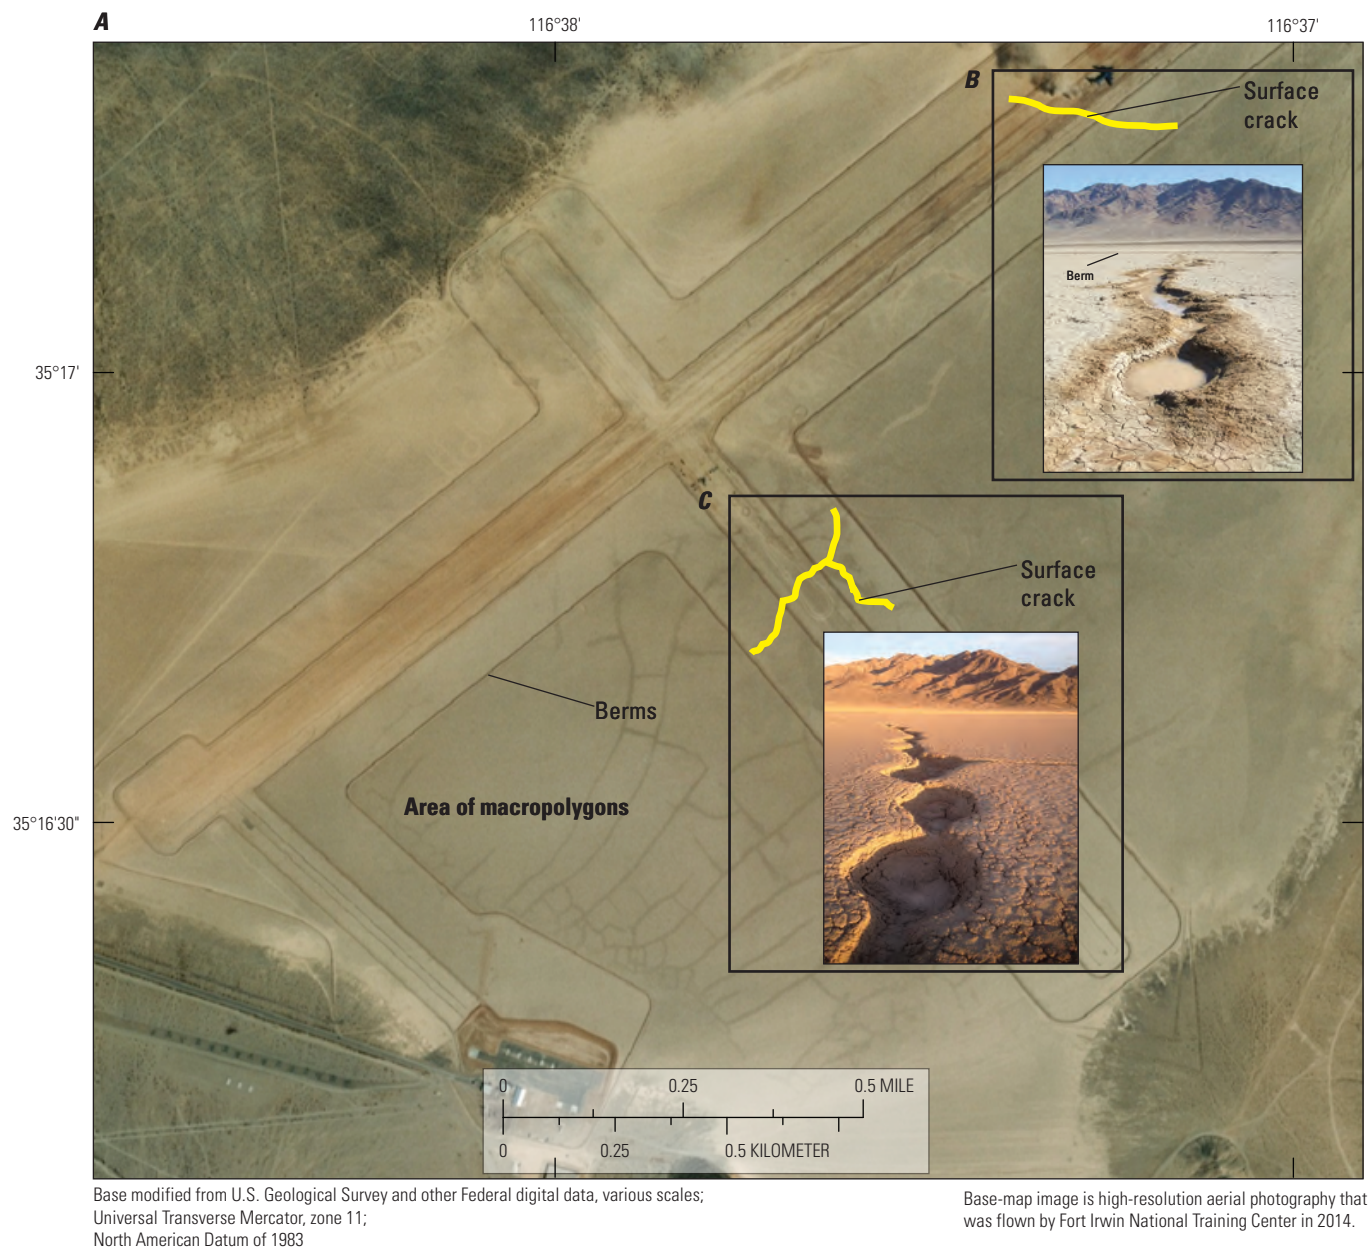 A
116°38'
116°37'
B
Surface
crack
Berm
35°17'
C
Surface
crack
Berms
Area of macropolygons
35°16'30"
0
0.25
0.5 MILE
0
0.25
0.5 KILOMETER
Base modified from U.S. Geological Survey and other Federal digital data, various scales;
Universal Transverse Mercator, zone 11;
North American Datum of 1983
Base-map image is high-resolution aerial photography that
was flown by Fort Irwin National Training Center in 2014.